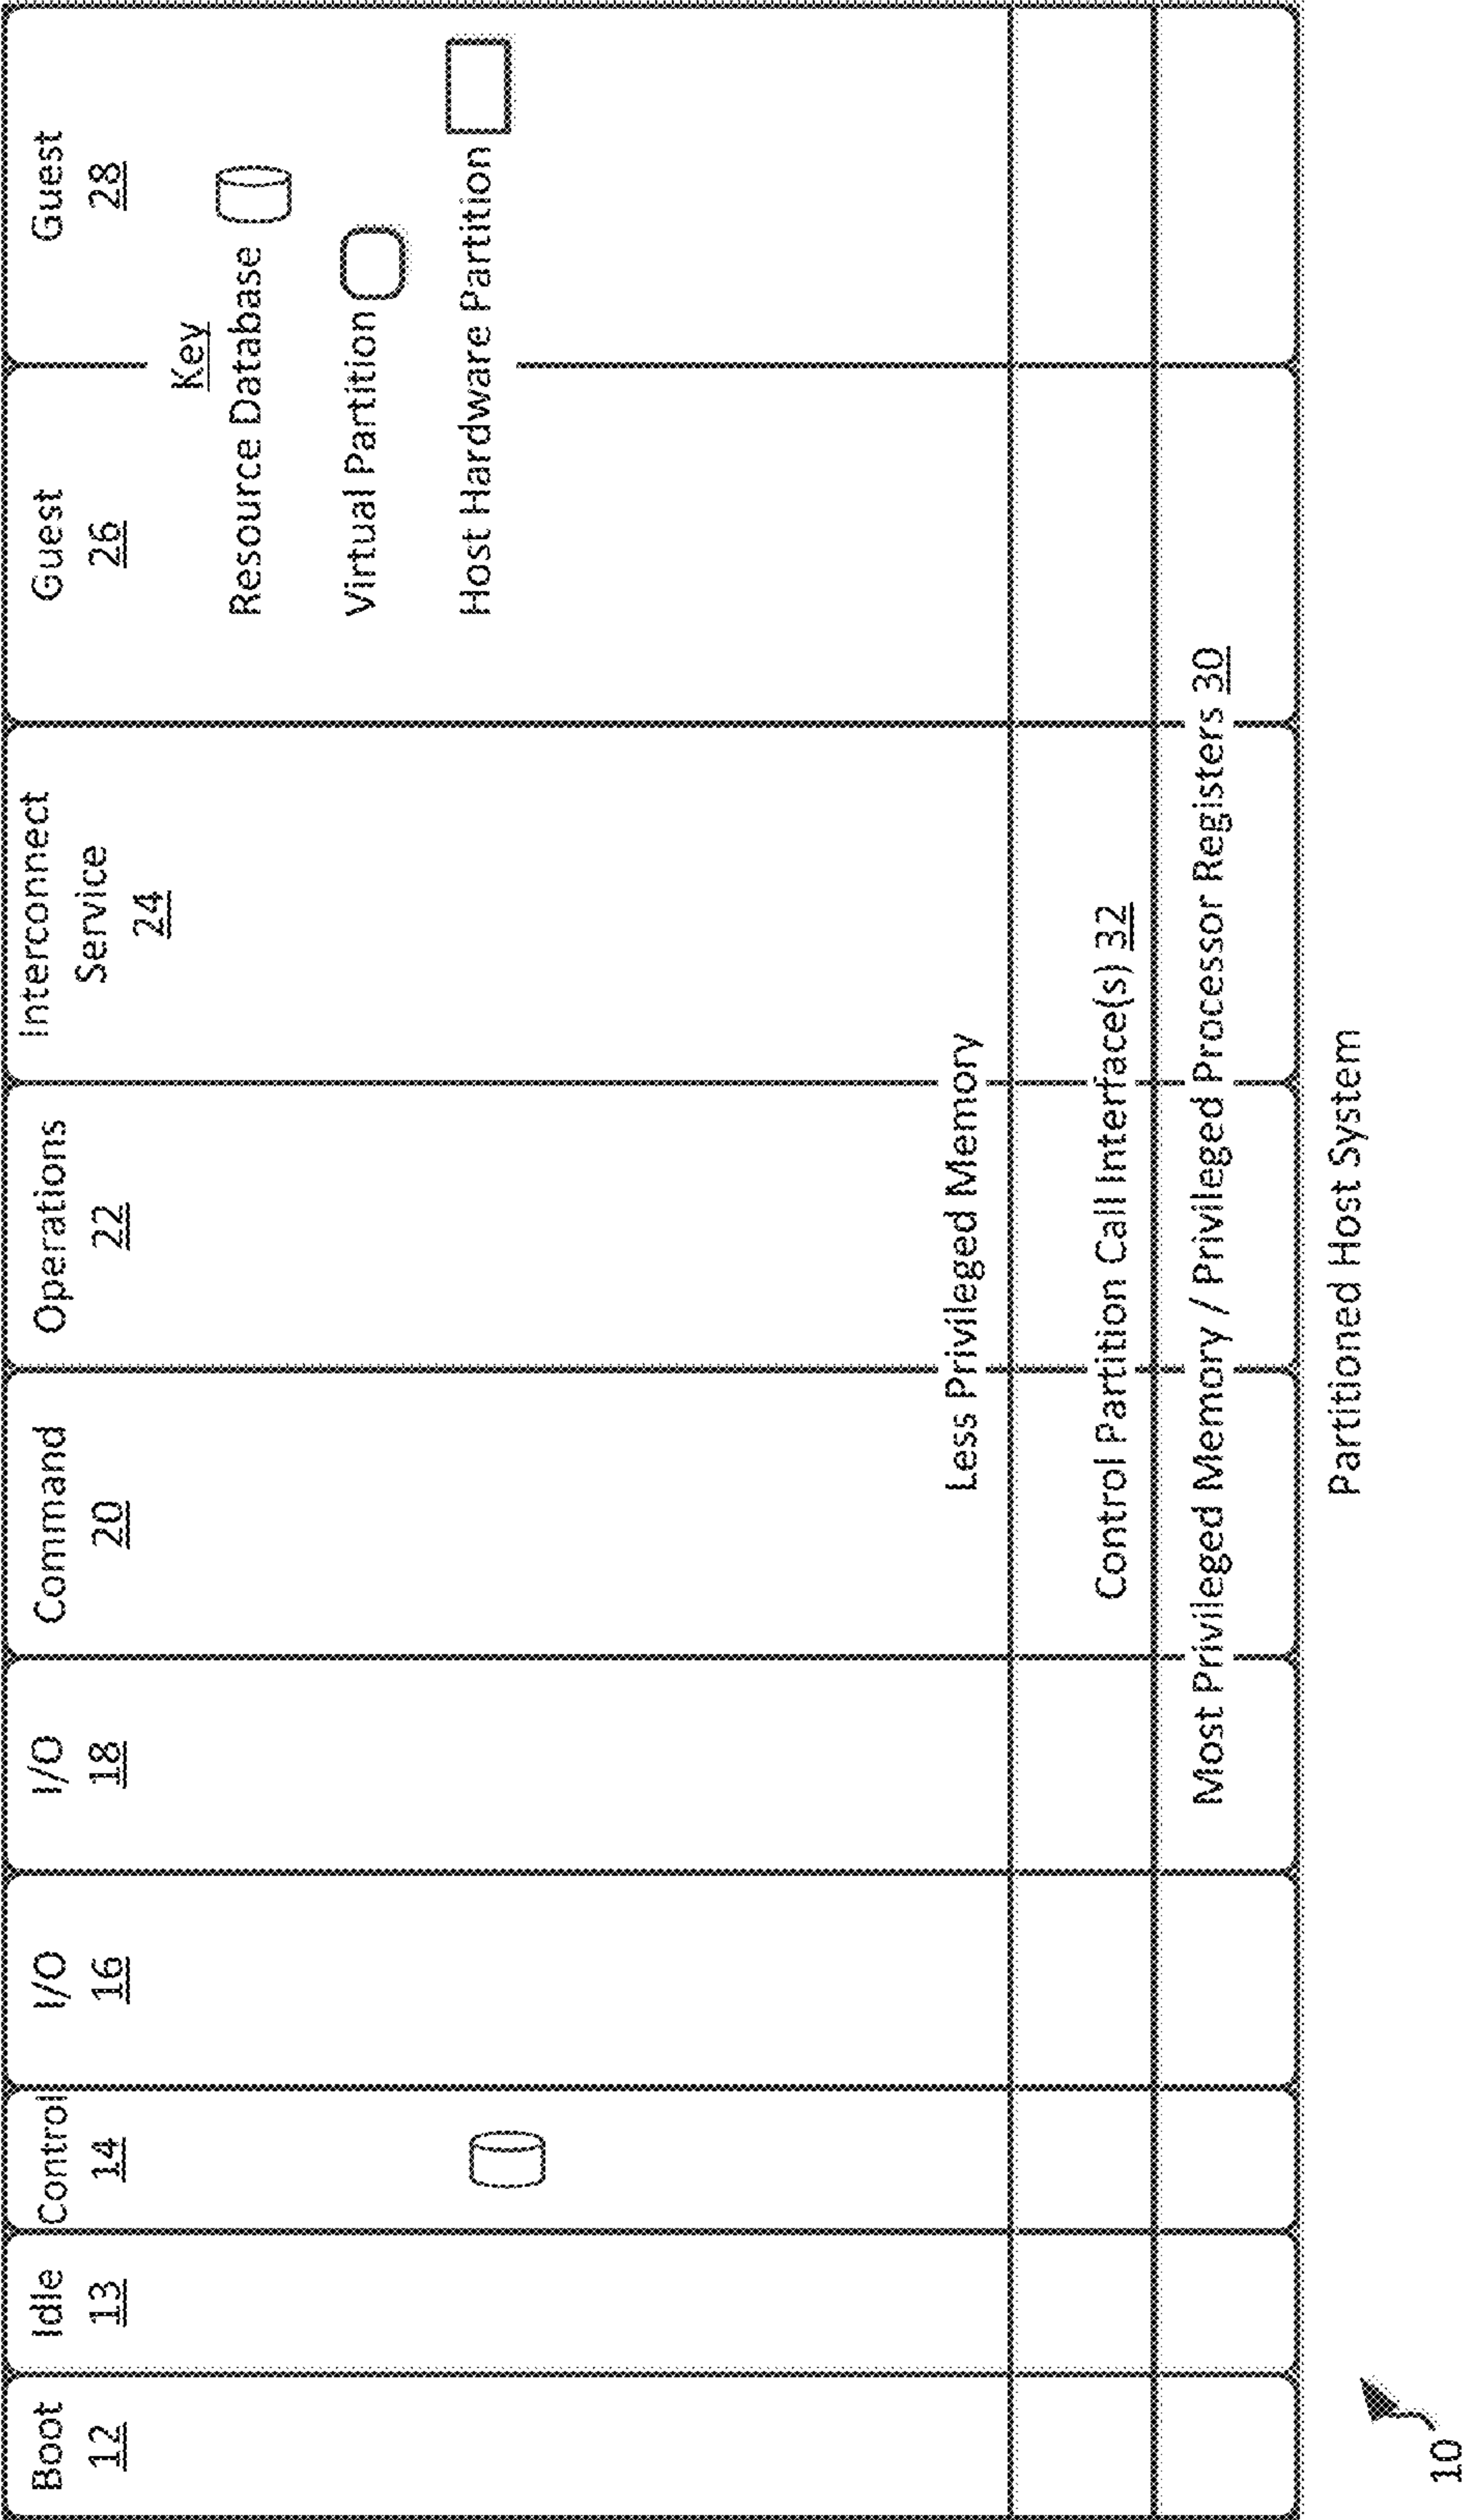 Boot
12
Idle
13
Control
14
I/O
16
I/O
18
Command
20
Operations
22
Interconnect
Service
24
Guest
26
Guest
28
Key
Resource Database
Virtual Partition
Host Hardware Partition
Less Privileged Memory
Control Partition Call Interface(s) 32
Most Privileged Memory / Privileged Processor Registers 30
Partitioned Host System
10